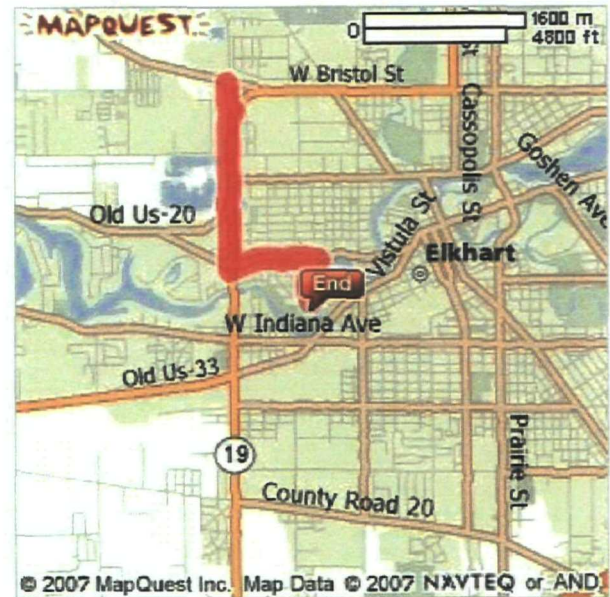 MAPQUEST
0
1600 m
4800 ft
W Bristol St
St
Cassopolis St
Goshen Ave
Old Us-20
Vistula St
Elkhart
End
W Indiana Ave
Old Us-33
19
Prairie St
County Road 20
© 2007 MapQuest Inc. Map Data © 2007 NAVTEQ or AND